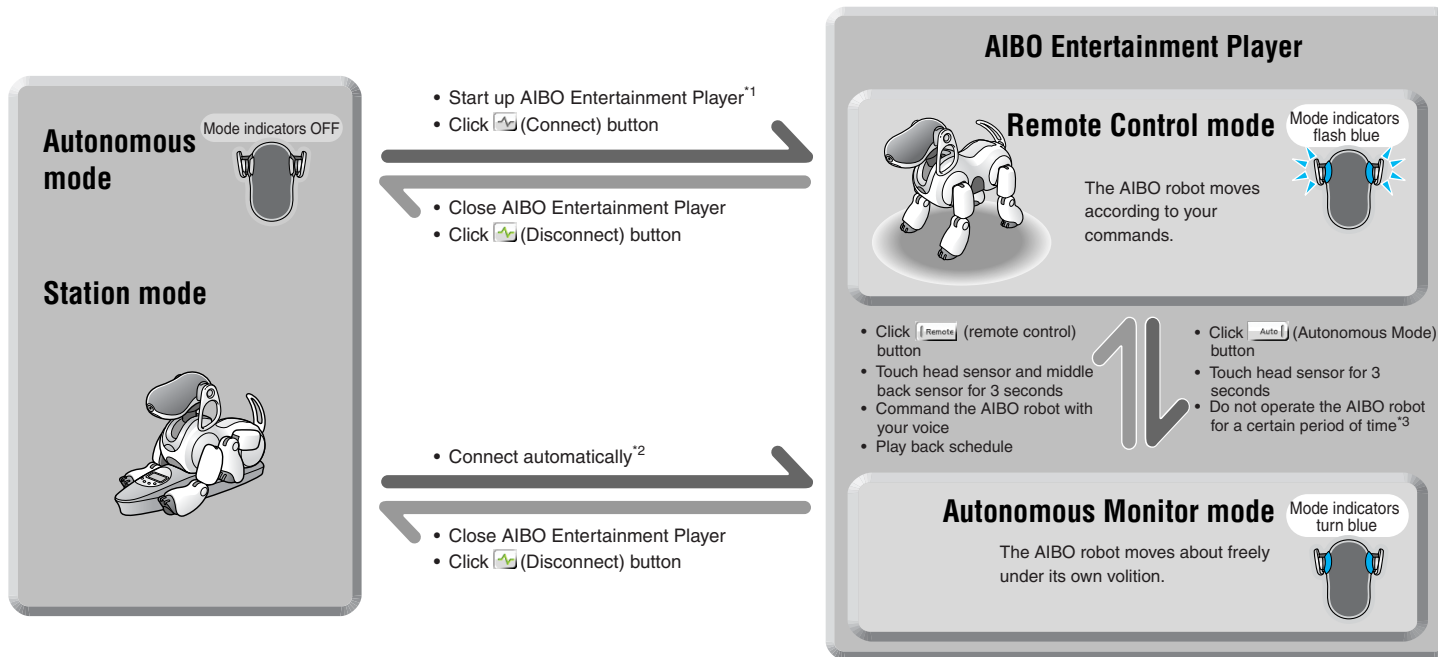 Autonomous
mode
Mode indicators OFF
Station mode
• Start up AIBO Entertainment Player*1
• Click (Connect) button
• Close AIBO Entertainment Player
• Click (Disconnect) button
• Connect automatically*2
• Close AIBO Entertainment Player
• Click (Disconnect) button
AIBO Entertainment Player
Remote Control mode
Mode indicators
flash blue
The AIBO robot moves
according to your
commands.
• Click Remote (remote control)
button
• Touch head sensor and middle
back sensor for 3 seconds
• Command the AIBO robot with
your voice
• Play back schedule
• Click Auto (Autonomous Mode)
button
• Touch head sensor for 3
seconds
• Do not operate the AIBO robot
for a certain period of time*3
Autonomous Monitor mode
Mode indicators
turn blue
The AIBO robot moves about freely
under its own volition.